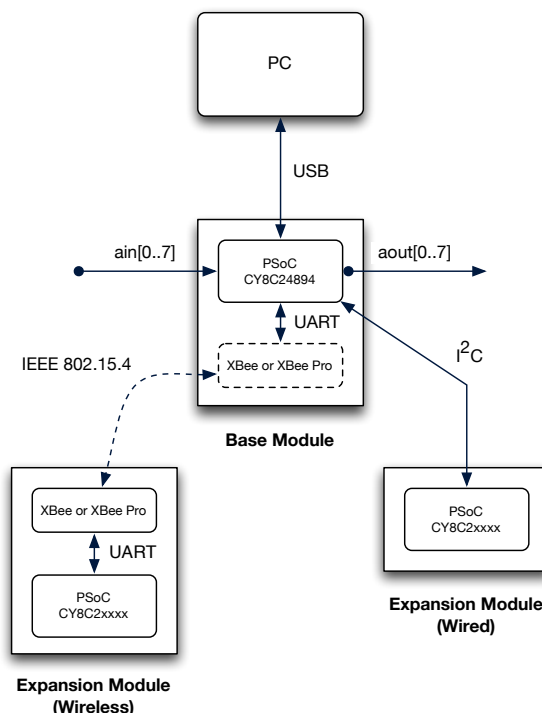 PC
USB
ain[0..7]
PSoC
CY8C24894
aout[0..7]
UART
I²C
IEEE 802.15.4
XBee or XBee Pro
Base Module
XBee or XBee Pro
UART
PSoC
CY8C2xxxx
PSoC
CY8C2xxxx
Expansion Module
(Wired)
Expansion Module
(Wireless)